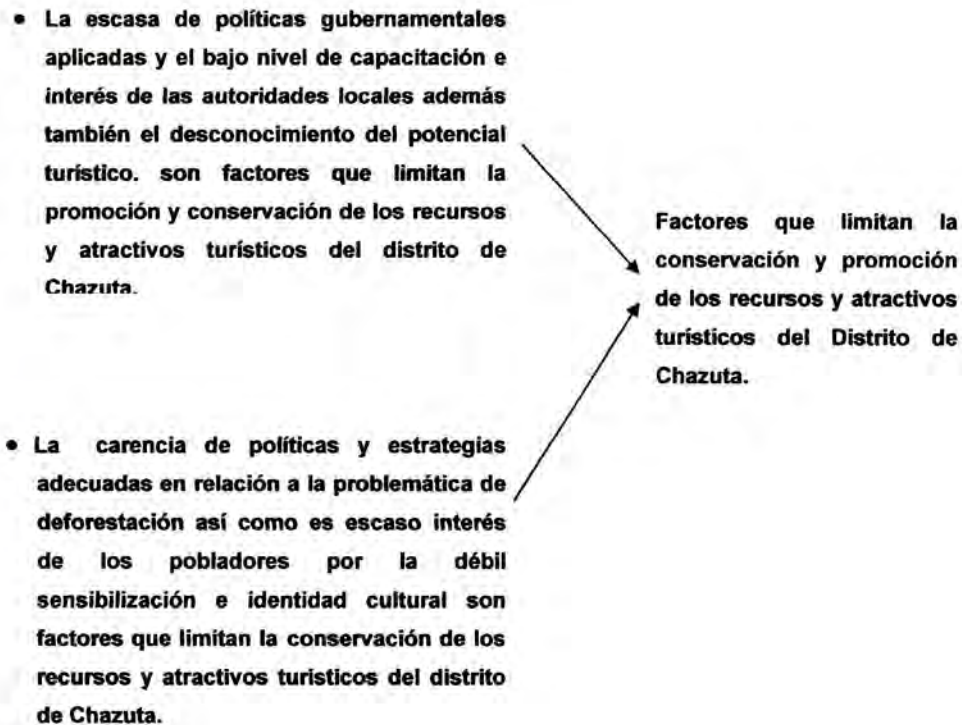 • La escasa de políticas gubernamentales
aplicadas y el bajo nivel de capacitación e
interés de las autoridades locales además
también el desconocimiento del potencial
turístico. son factores que limitan la
promoción y conservación de los recursos
y atractivos turísticos del distrito de
Chazuta.
Factores que limitan la
conservación y promoción
de los recursos y atractivos
turísticos del Distrito de
Chazuta.
• La carencia de políticas y estrategias
adecuadas en relación a la problemática de
deforestación así como es escaso interés
de los pobladores por la débil
sensibilización e identidad cultural son
factores que limitan la conservación de los
recursos y atractivos turisticos del distrito
de Chazuta.